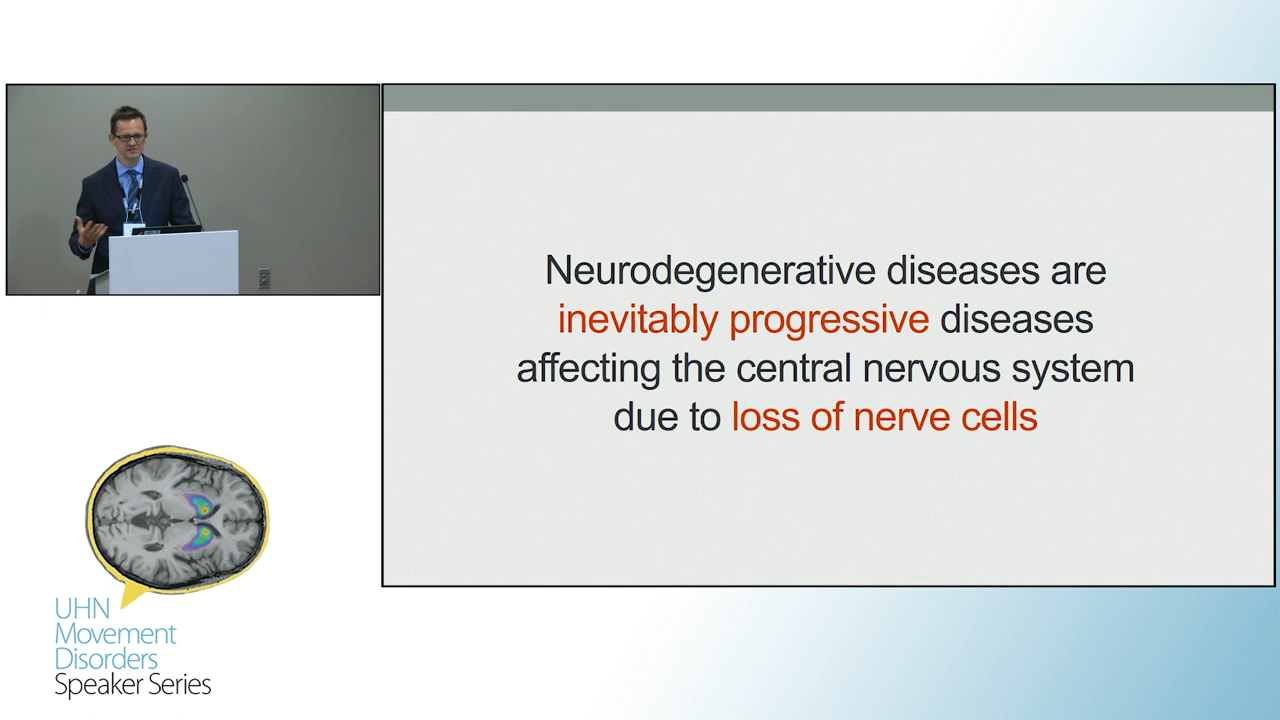 Neurodegenerative diseases are
inevitably progressive diseases
affecting the central nervous system
due to loss of nerve cells
UHN
Movement
Disorders
Speaker Series